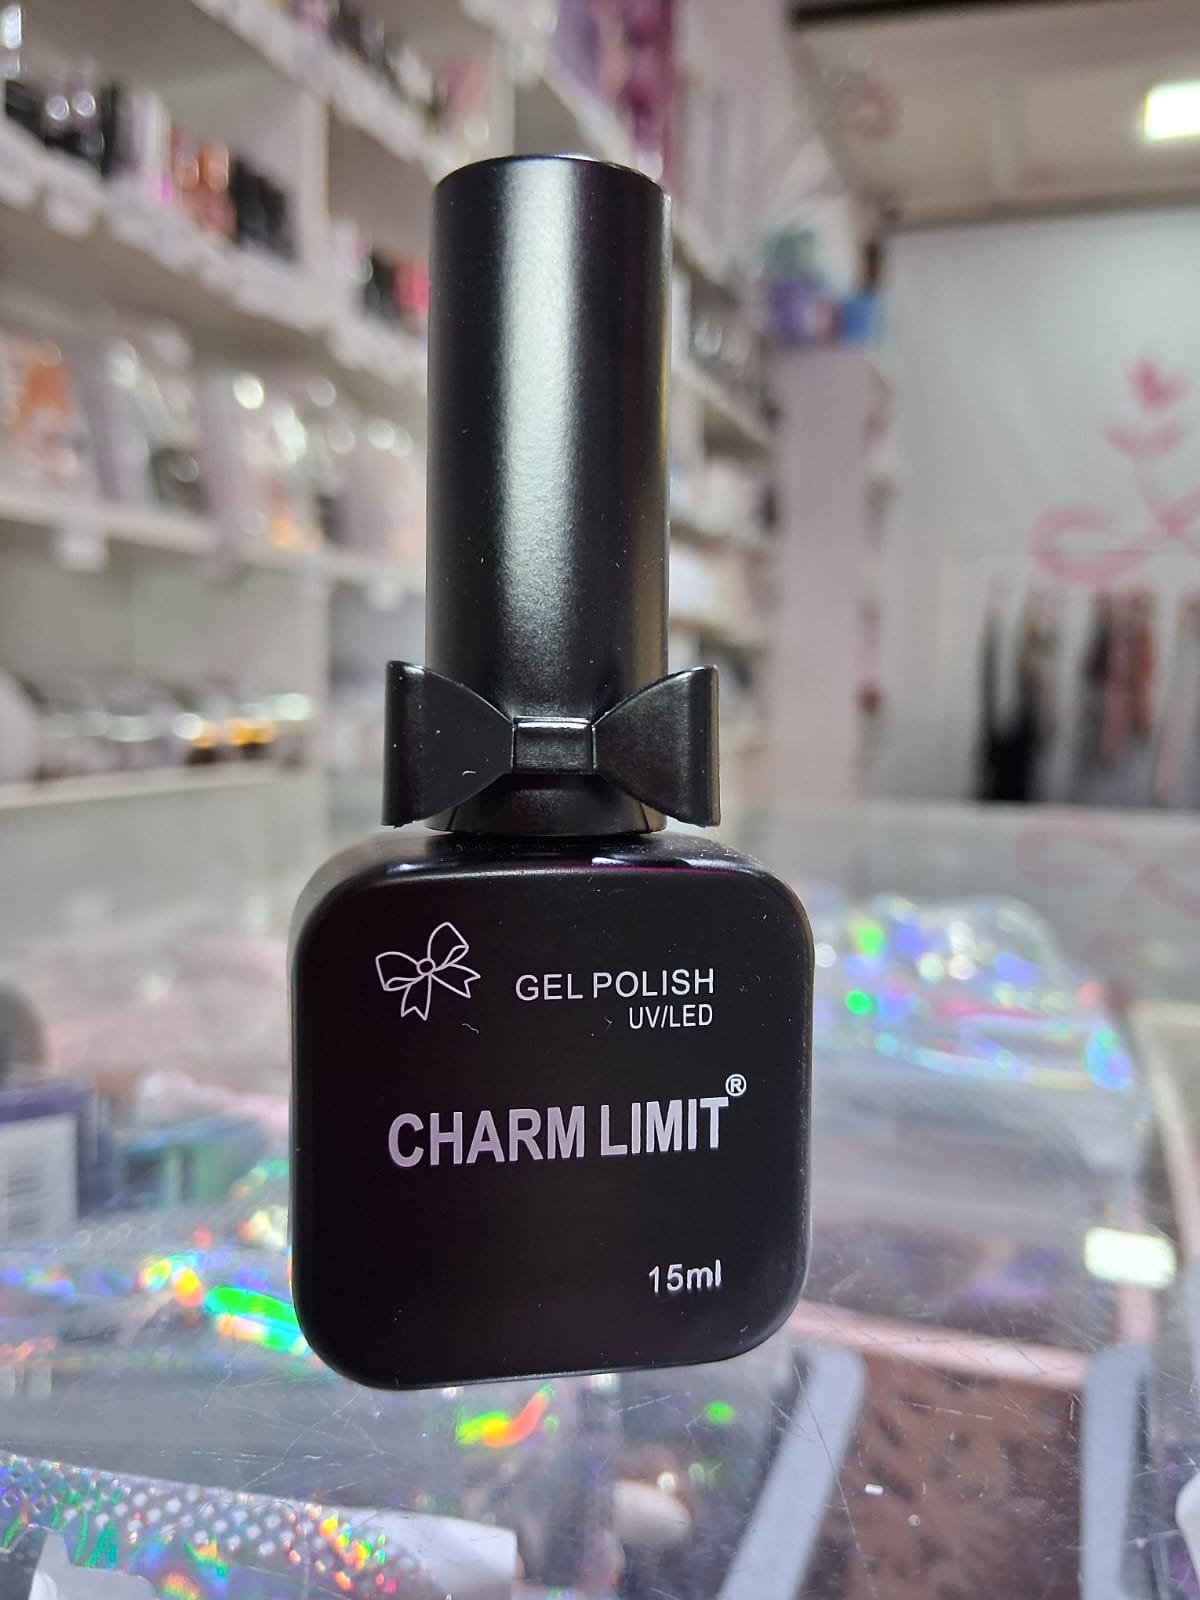 GEL POLISH
UV/LED
CHARM LIMIT®
15ml